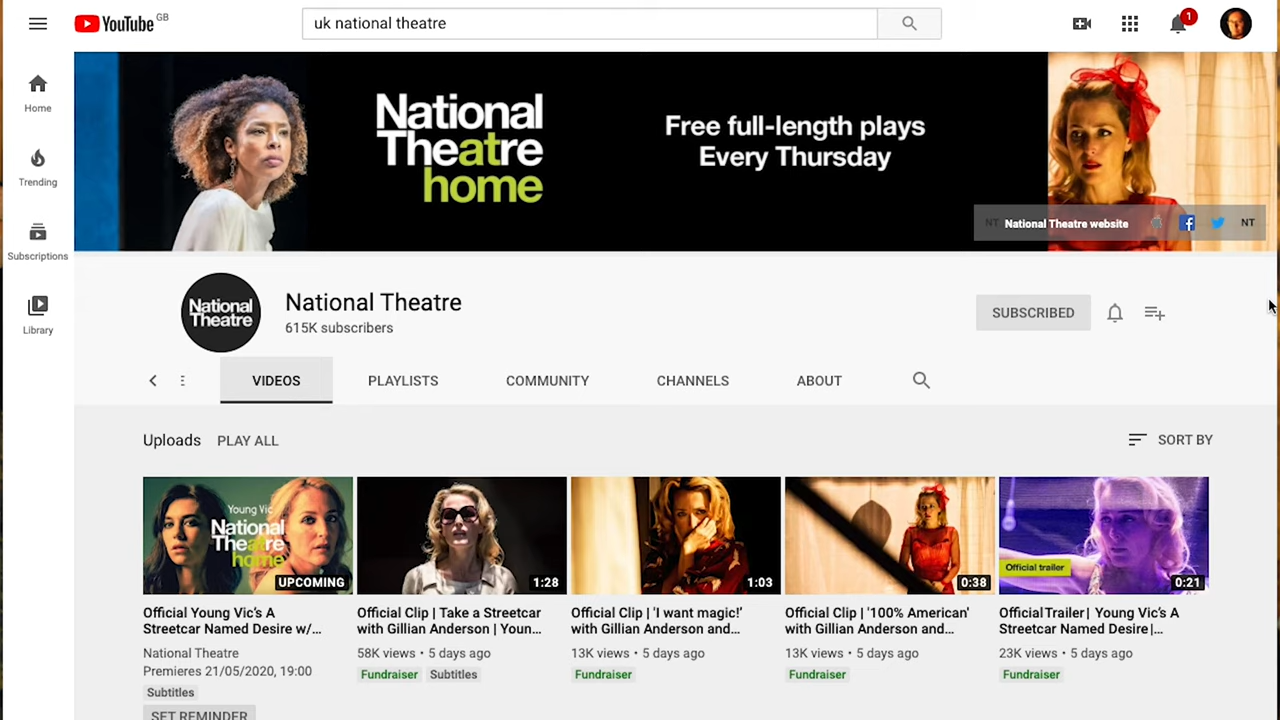 YouTube GB
uk national theatre
1
Home
Trending
Subscriptions
Library
National
Theatre
home
Free full-length plays
Every Thursday
NT National Theatre website NT
National
Theatre
National Theatre
615K subscribers
SUBSCRIBED
VIDEOS PLAYLISTS COMMUNITY CHANNELS ABOUT
Uploads PLAY ALL
SORT BY
Young Vic
National
Theatre
home
UPCOMING
Official Young Vic's A
Streetcar Named Desire w/...
National Theatre
Premieres 21/05/2020, 19:00
Subtitles
SET REMINDER
1:28
Official Clip | Take a Streetcar
with Gillian Anderson | Youn...
58K views • 5 days ago
Fundraiser Subtitles
1:03
Official Clip | 'I want magic!'
with Gillian Anderson and...
13K views • 5 days ago
Fundraiser
0:38
Official Clip | '100% American'
with Gillian Anderson and...
13K views • 5 days ago
Fundraiser
Official trailer
0:21
Official Trailer | Young Vic's A
Streetcar Named Desire |...
23K views • 5 days ago
Fundraiser